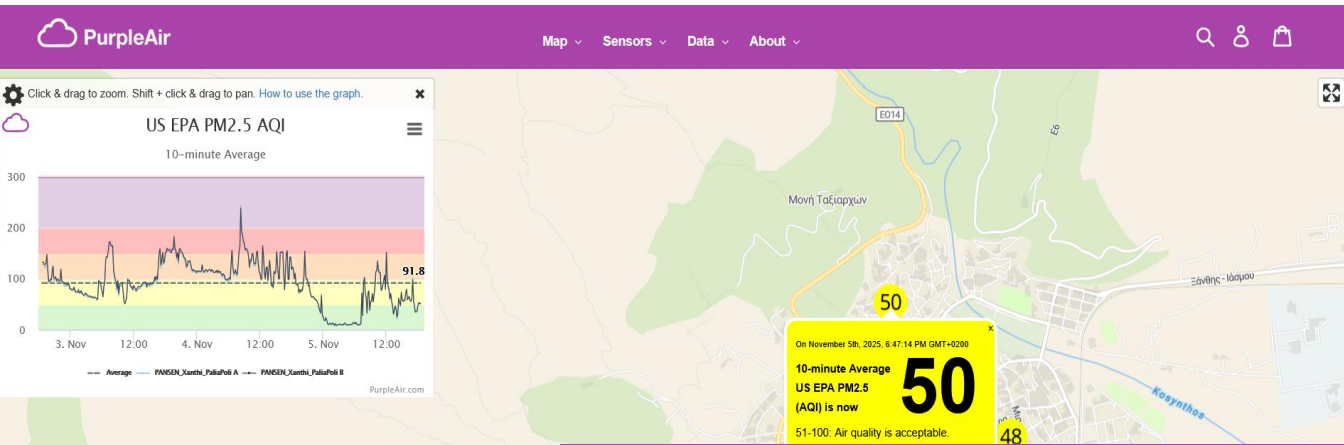 PurpleAir
Map Sensors Data About
Click & drag to zoom. Shift + click & drag to pan. How to use the graph. ✖
US EPA PM2.5 AQI
10-minute Average
300
200
100
0
91.8
3. Nov 12:00 4. Nov 12:00 5. Nov 12:00
Average PANSEN_Xanthi_PaliaPoli A PANSEN_Xanthi_PaliaPoli B
PurpleAir.com
EO14
E6
Μονή Ταξιαρχών
Ξάνθης - Ιάσμου
50
x
On November 5th, 2025, 6:47:14 PM GMT+0200
10-minute Average
US EPA PM2.5
(AQI) is now
50
51-100: Air quality is acceptable.
Kosynthos
48